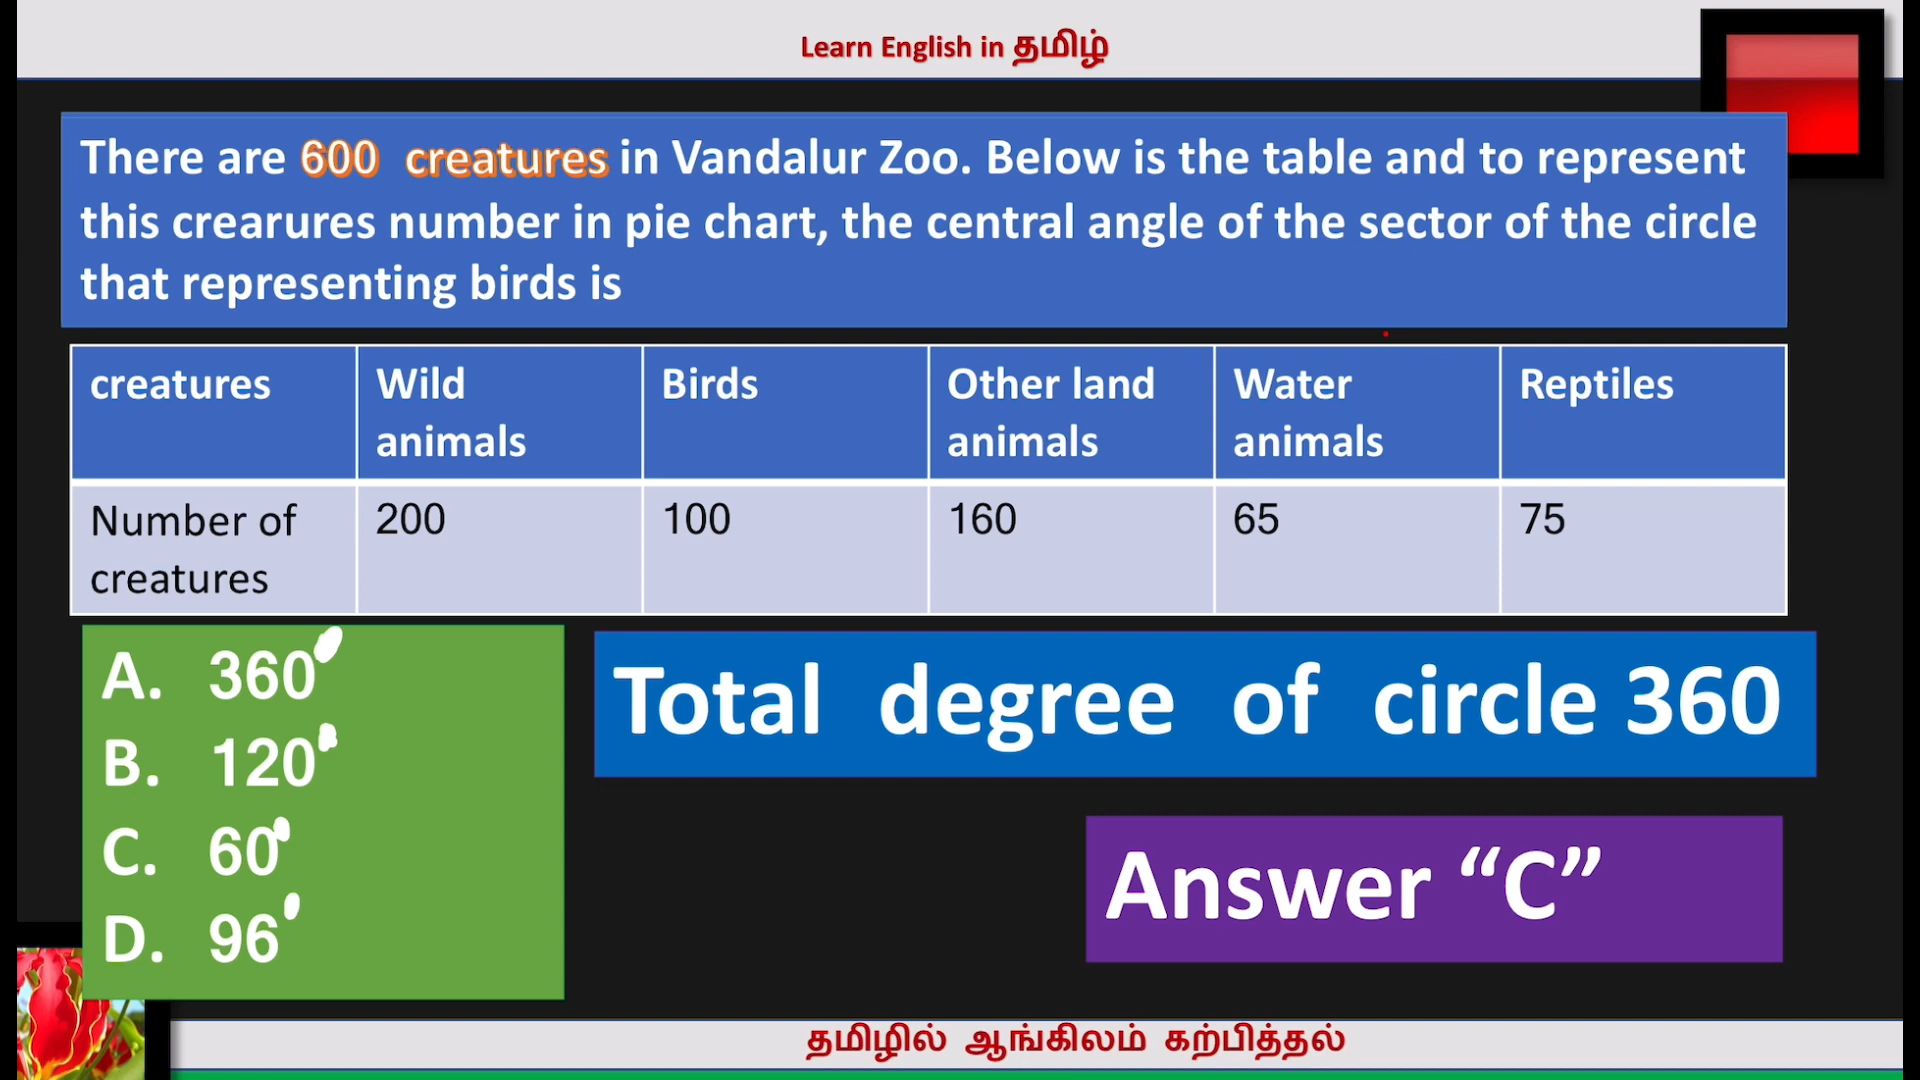 Learn English in தமிழ்
There are 600 creatures in Vandalur Zoo. Below is the table and to represent
this crearures number in pie chart, the central angle of the sector of the circle
that representing birds is
creatures
Wild
animals
Birds
Other land
animals
Water
animals
Reptiles
Number of
creatures
200
100
160
65
75
A. 360°
B. 120°
C. 60°
D. 96°
Total degree of circle 360
Answer “C”
தமிழில் ஆங்கிலம் கற்பித்தல்